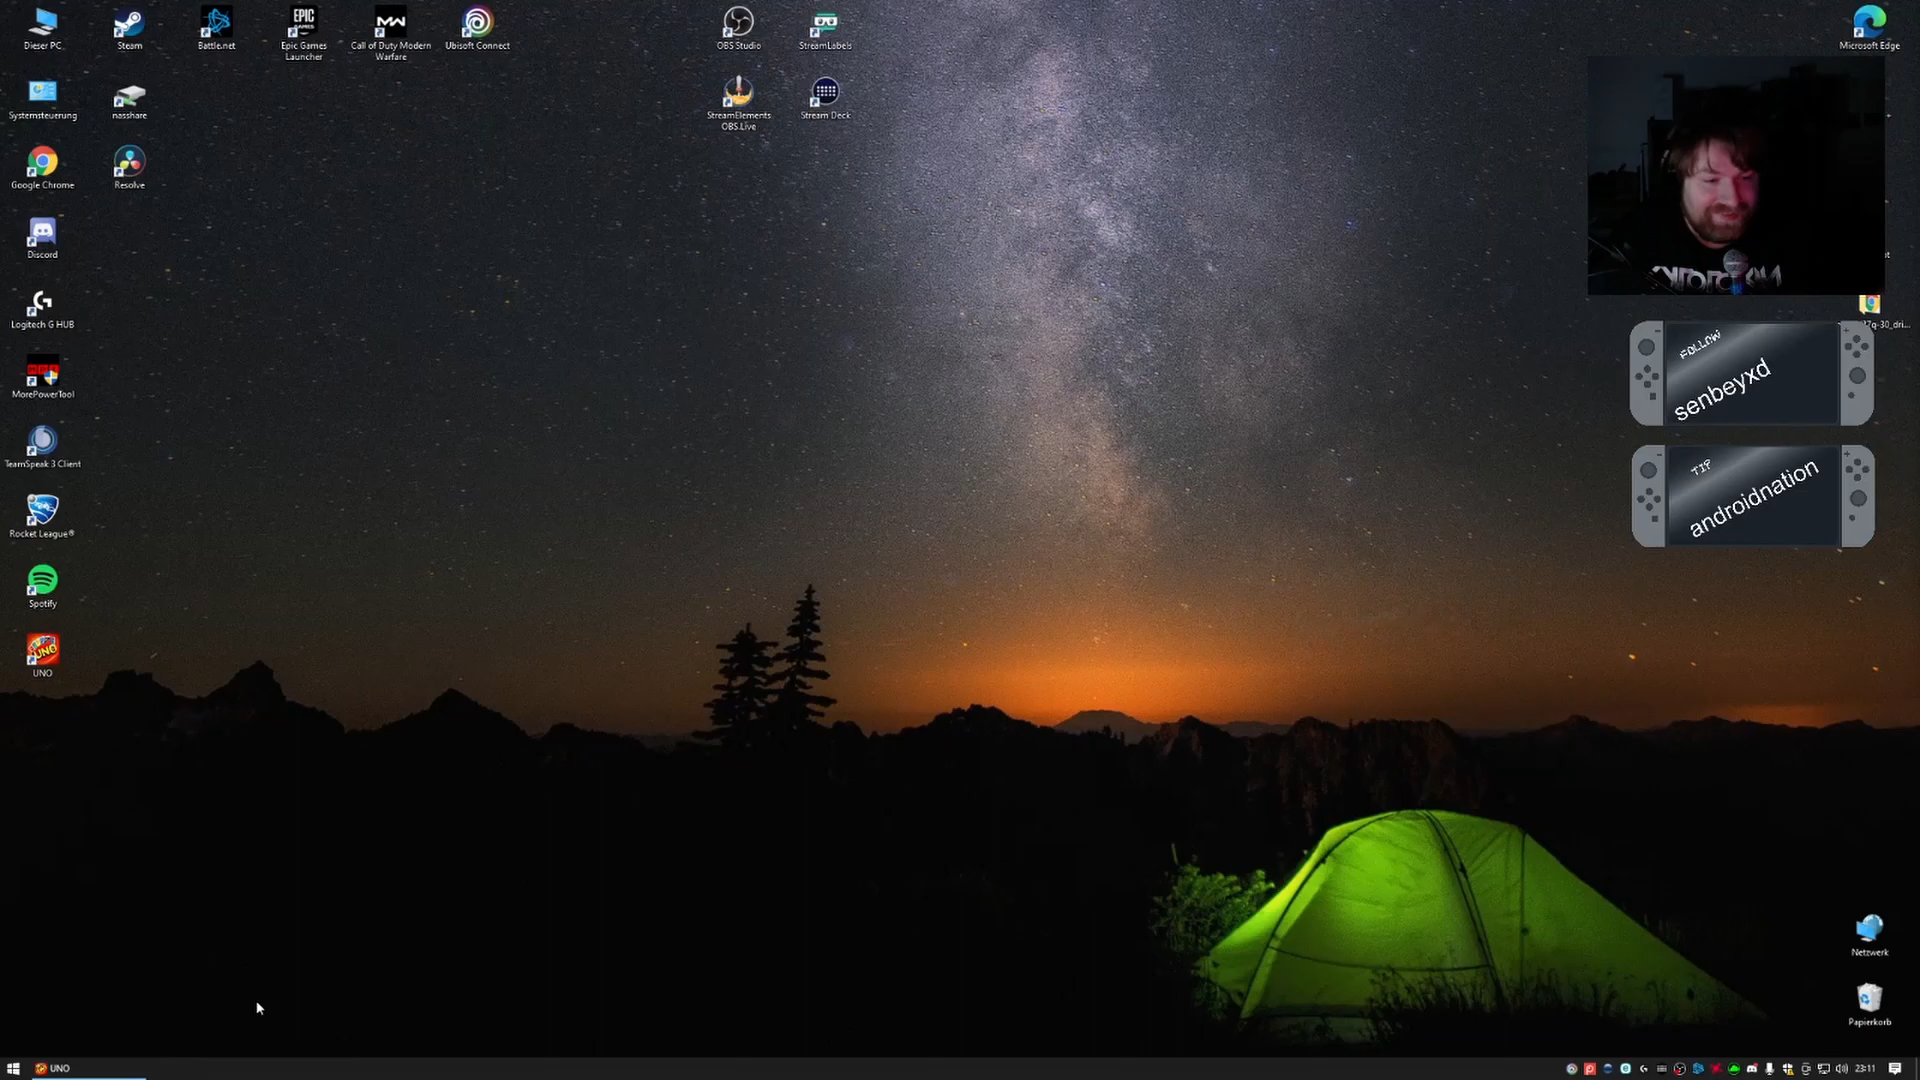 Dieser PC
Steam
Battle.net
Epic Games
Launcher
Call of Duty Modern
Warfare
Ubisoft Connect
OBS Studio
StreamLabels
Microsoft Edge
Systemsteuerung
nasshare
StreamElements
OBS.Live
Stream Deck
Google Chrome
Resolve
Discord
Logitech G HUB
MorePowerTool
TeamSpeak 3 Client
Rocket League®
Spotify
UNO
FOLLOW
senbeyxd
TIP
androidnation
Netzwerk
Papierkorb
UNO
23:11